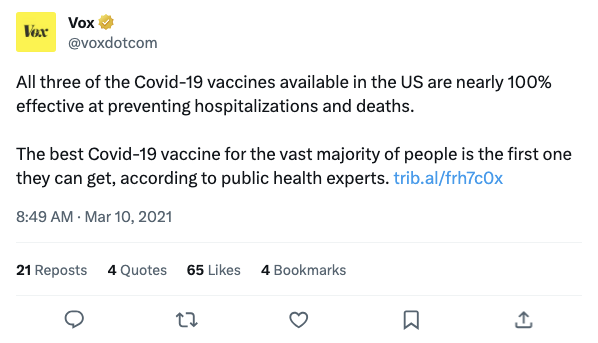 Vox
Vox
@voxdotcom
All three of the Covid-19 vaccines available in the US are nearly 100%
effective at preventing hospitalizations and deaths.
The best Covid-19 vaccine for the vast majority of people is the first one
they can get, according to public health experts. trib.al/frh7c0x
8:49 AM · Mar 10, 2021
21 Reposts 4 Quotes 65 Likes 4 Bookmarks